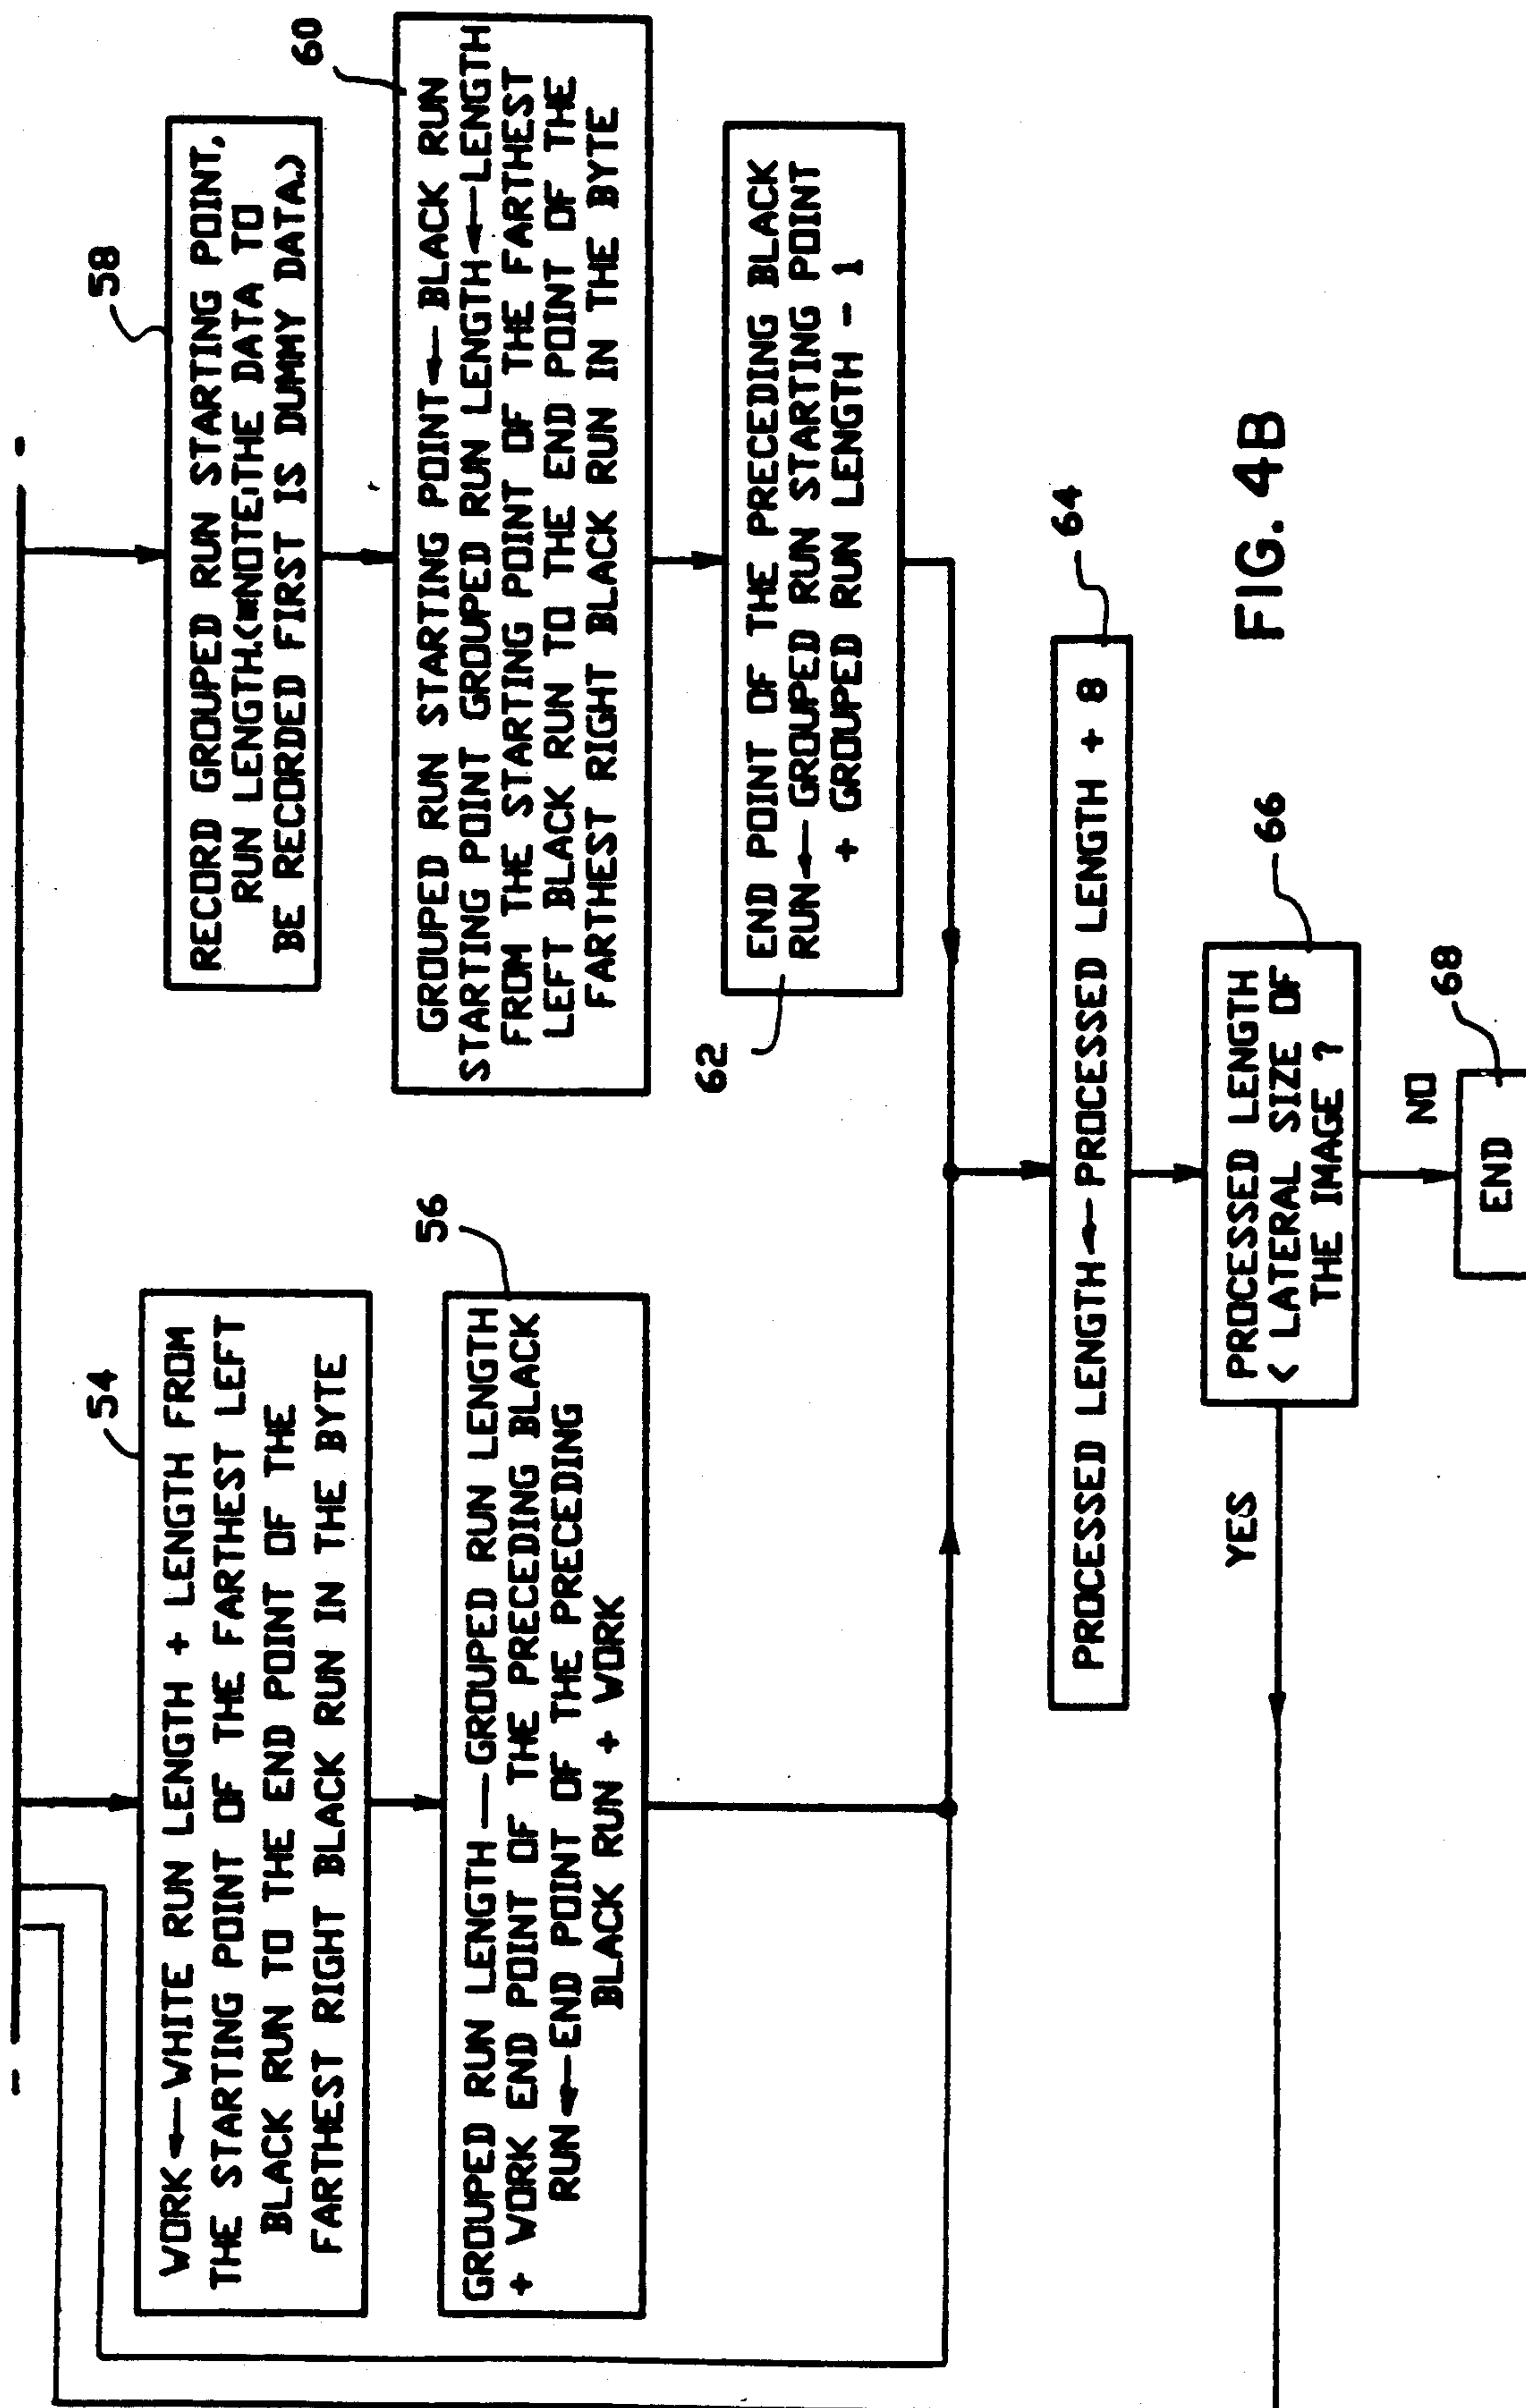 54
WORK ← WHITE RUN LENGTH + LENGTH FROM
THE STARTING POINT OF THE FARTHEST LEFT
BLACK RUN TO THE END POINT OF THE
FARTHEST RIGHT BLACK RUN IN THE BYTE
56
GROUPED RUN LENGTH — GROUPED RUN LENGTH
+ WORK END POINT OF THE PRECEDING BLACK
RUN ← END POINT OF THE PRECEDING
BLACK RUN + WORK
58
RECORD GROUPED RUN STARTING POINT,
RUN LENGTH.(*NOTE:THE DATA TO
BE RECORDED FIRST IS DUMMY DATA.)
60
GROUPED RUN STARTING POINT ← BLACK RUN
STARTING POINT GROUPED RUN LENGTH ← LENGTH
FROM THE STARTING POINT OF THE FARTHEST
LEFT BLACK RUN TO THE END POINT OF THE
FARTHEST RIGHT BLACK RUN IN THE BYTE
62
END POINT OF THE PRECEDING BLACK
RUN ← GROUPED RUN STARTING POINT
+ GROUPED RUN LENGTH - 1
64
PROCESSED LENGTH ← PROCESSED LENGTH + 8
66
PROCESSED LENGTH
< LATERAL SIZE OF
THE IMAGE ?
YES
NO
68
END
FIG. 4B